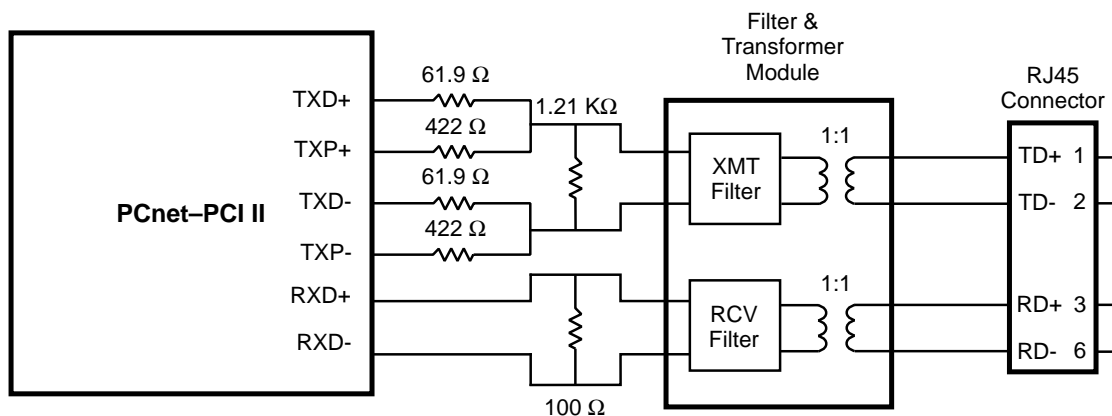 Filter &
Transformer
Module
RJ45
Connector
61.9 Ω
TXD+
1.21 KΩ
422 Ω
1:1
TXP+
XMT
Filter
TD+ 1
61.9 Ω
PCnet–PCI II
TXD-
TD- 2
422 Ω
TXP-
RXD+
1:1
RCV
Filter
RD+ 3
RXD-
RD- 6
100 Ω